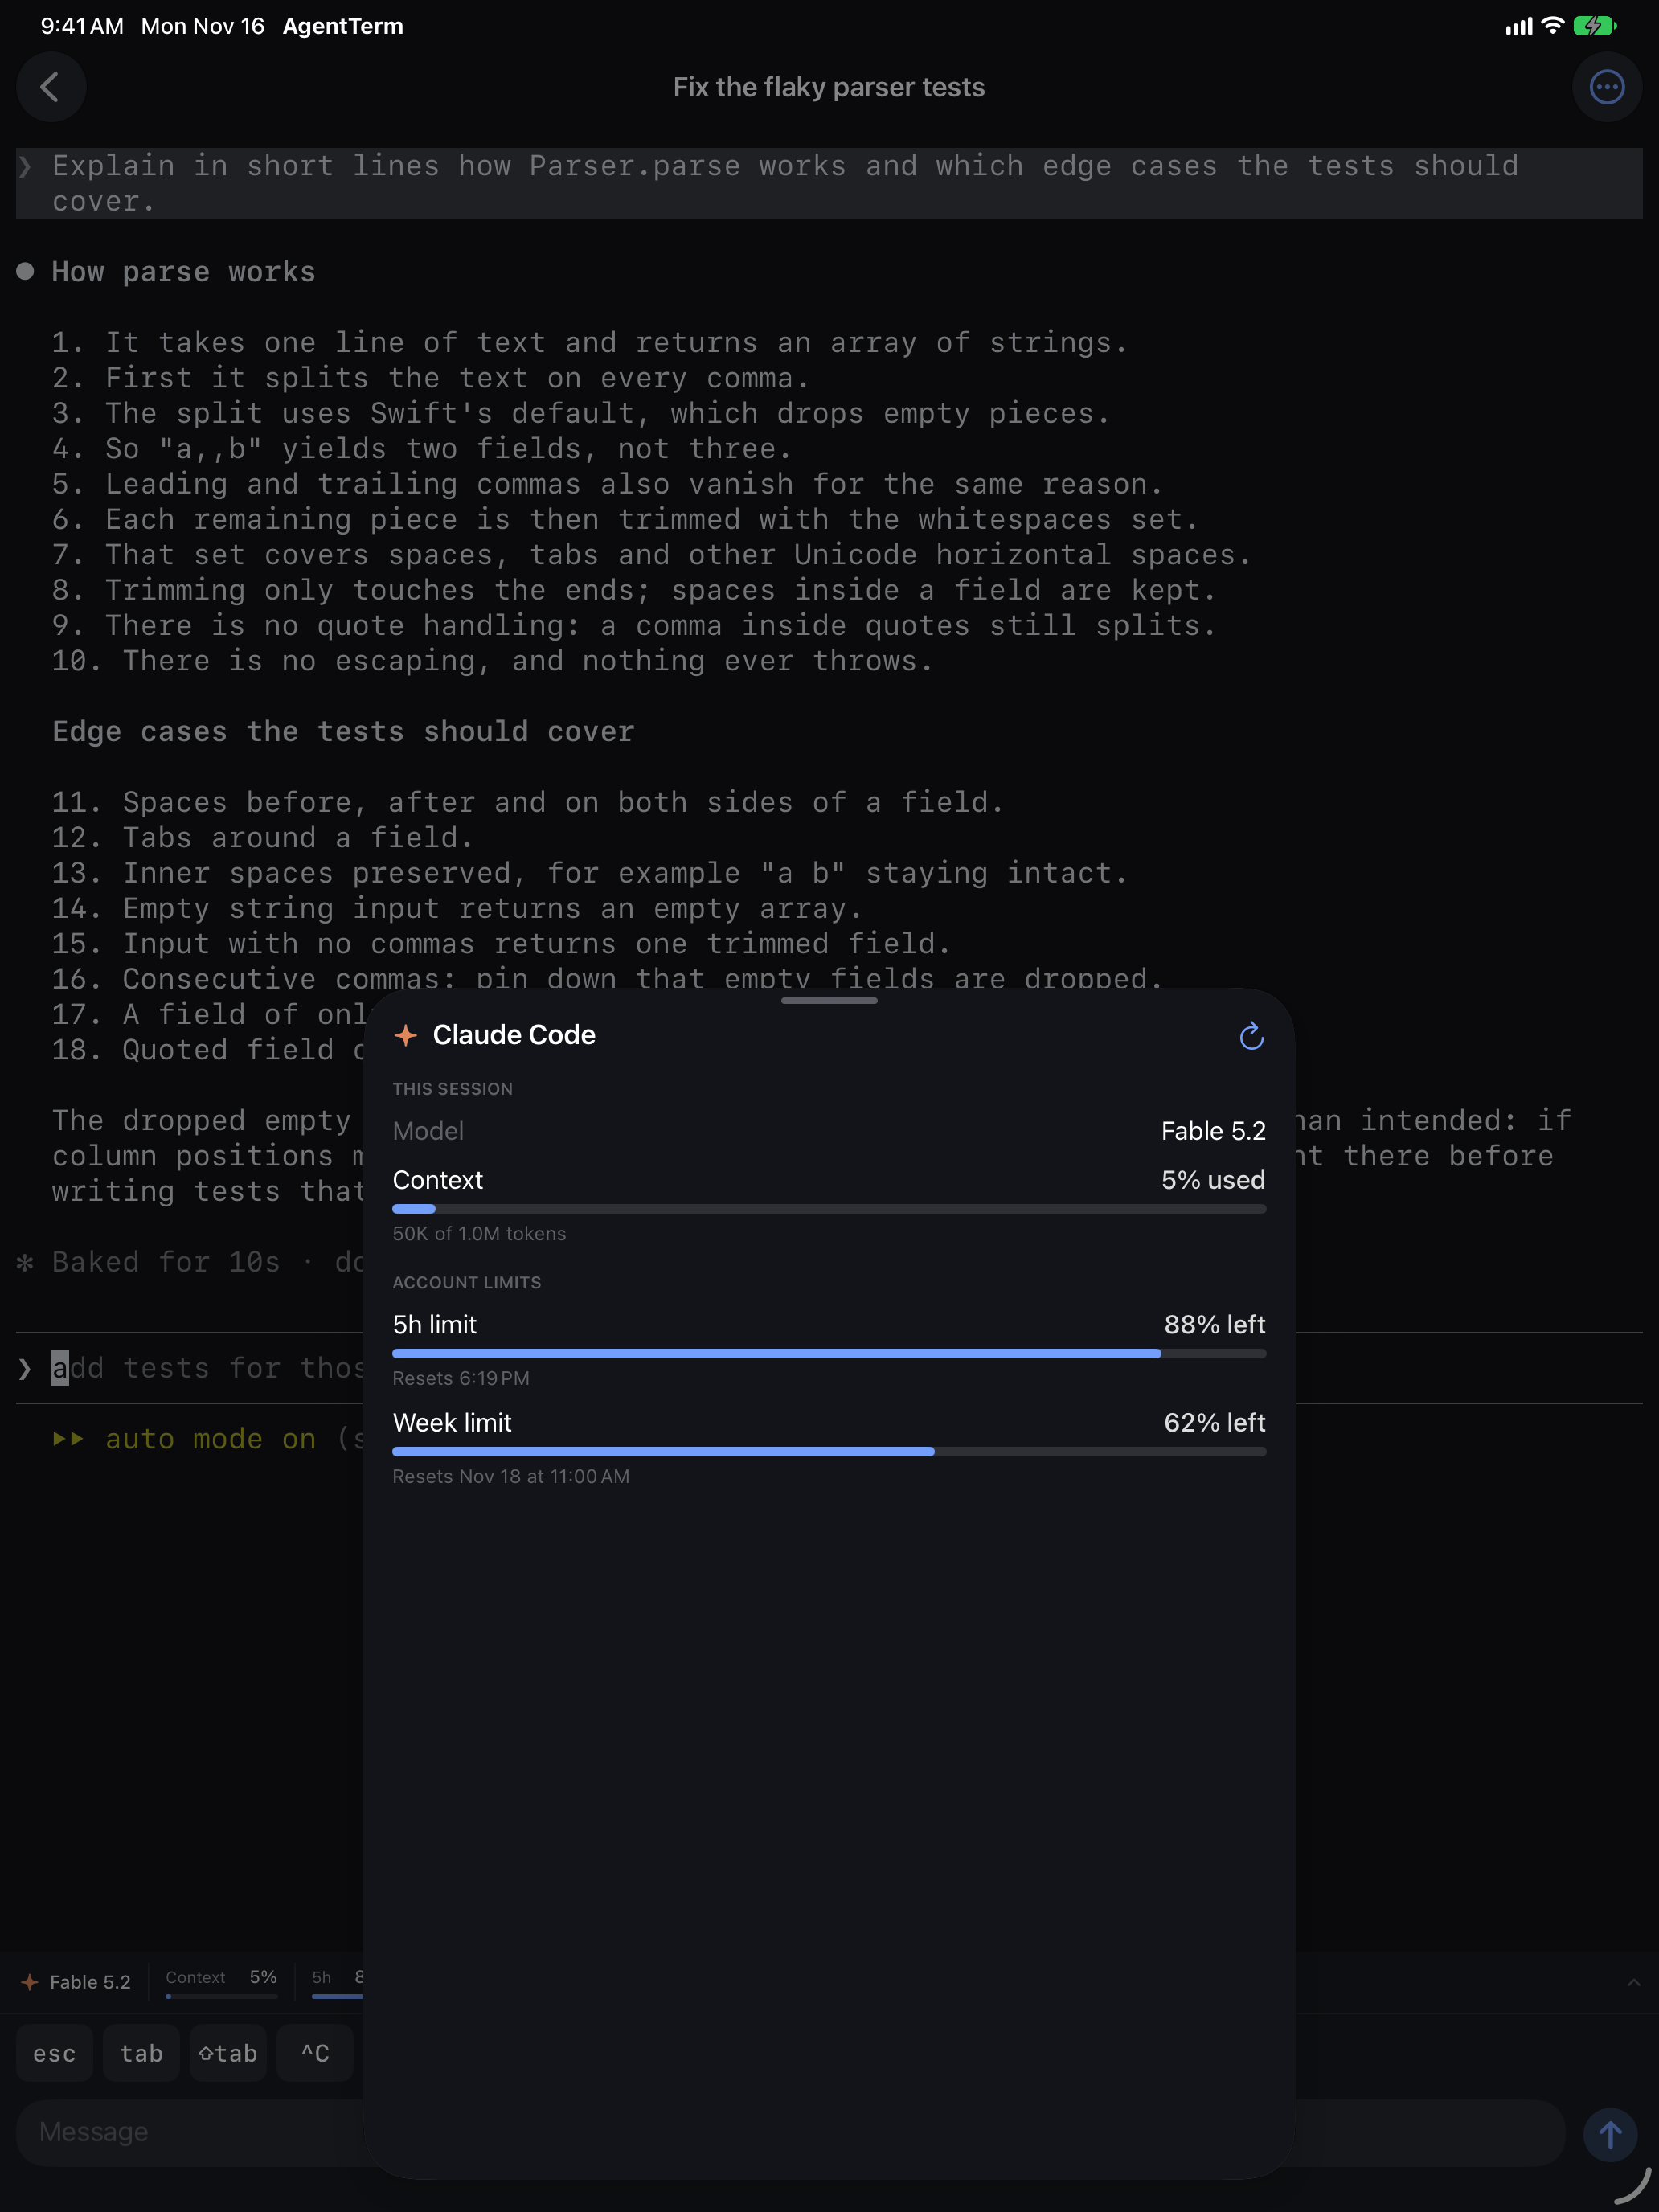 9:41 AM Mon Nov 16 AgentTerm
Fix the flaky parser tests
❯ Explain in short lines how Parser.parse works and which edge cases the tests should
cover.
● How parse works
1. It takes one line of text and returns an array of strings.
2. First it splits the text on every comma.
3. The split uses Swift's default, which drops empty pieces.
4. So "a,,b" yields two fields, not three.
5. Leading and trailing commas also vanish for the same reason.
6. Each remaining piece is then trimmed with the whitespaces set.
7. That set covers spaces, tabs and other Unicode horizontal spaces.
8. Trimming only touches the ends; spaces inside a field are kept.
9. There is no quote handling: a comma inside quotes still splits.
10. There is no escaping, and nothing ever throws.
Edge cases the tests should cover
11. Spaces before, after and on both sides of a field.
12. Tabs around a field.
13. Inner spaces preserved, for example "a b" staying intact.
14. Empty string input returns an empty array.
15. Input with no commas returns one trimmed field.
16. Consecutive commas: pin down that empty fields are dropped.
17. A field of
18. Quoted field
The dropped empty
intended: if
column positions
there before
writing tests that
✻ Baked for 10s ·
❯ add tests for
⏵⏵ auto mode on
Claude Code
THIS SESSION
Model Fable 5.2
Context 5% used
50K of 1.0M tokens
ACCOUNT LIMITS
5h limit 88% left
Resets 6:19 PM
Week limit 62% left
Resets Nov 18 at 11:00 AM
Fable 5.2 Context 5% 5h
esc tab ⇧tab ^C
Message